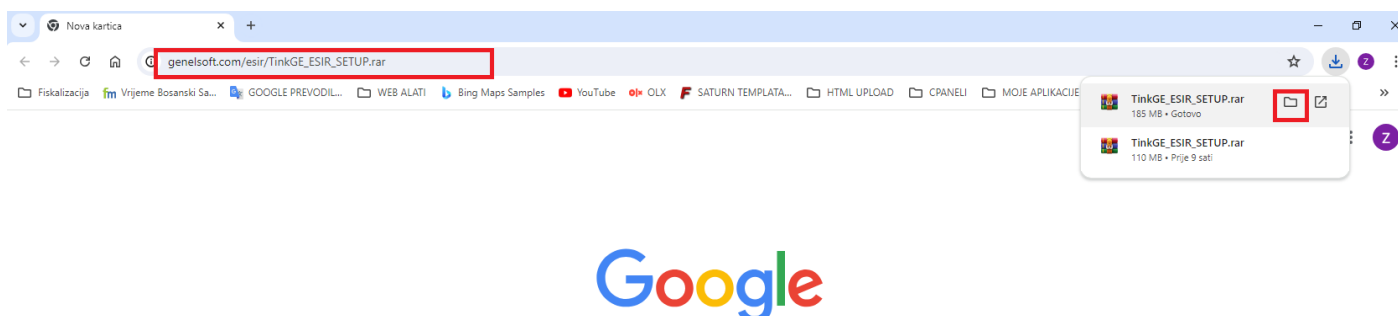 Nova kartica
genelsoft.com/esir/TinkGE_ESIR_SETUP.rar
Z
Fiskalizacija fm Vrijeme Bosanski Sa... GOOGLE PREVODIL... WEB ALATI Bing Maps Samples YouTube OLX SATURN TEMPLATA... HTML UPLOAD CPANELI MOJE APLIKACIJE
TinkGE_ESIR_SETUP.rar
185 MB • Gotovo
TinkGE_ESIR_SETUP.rar
110 MB • Prije 9 sati
Z
Google